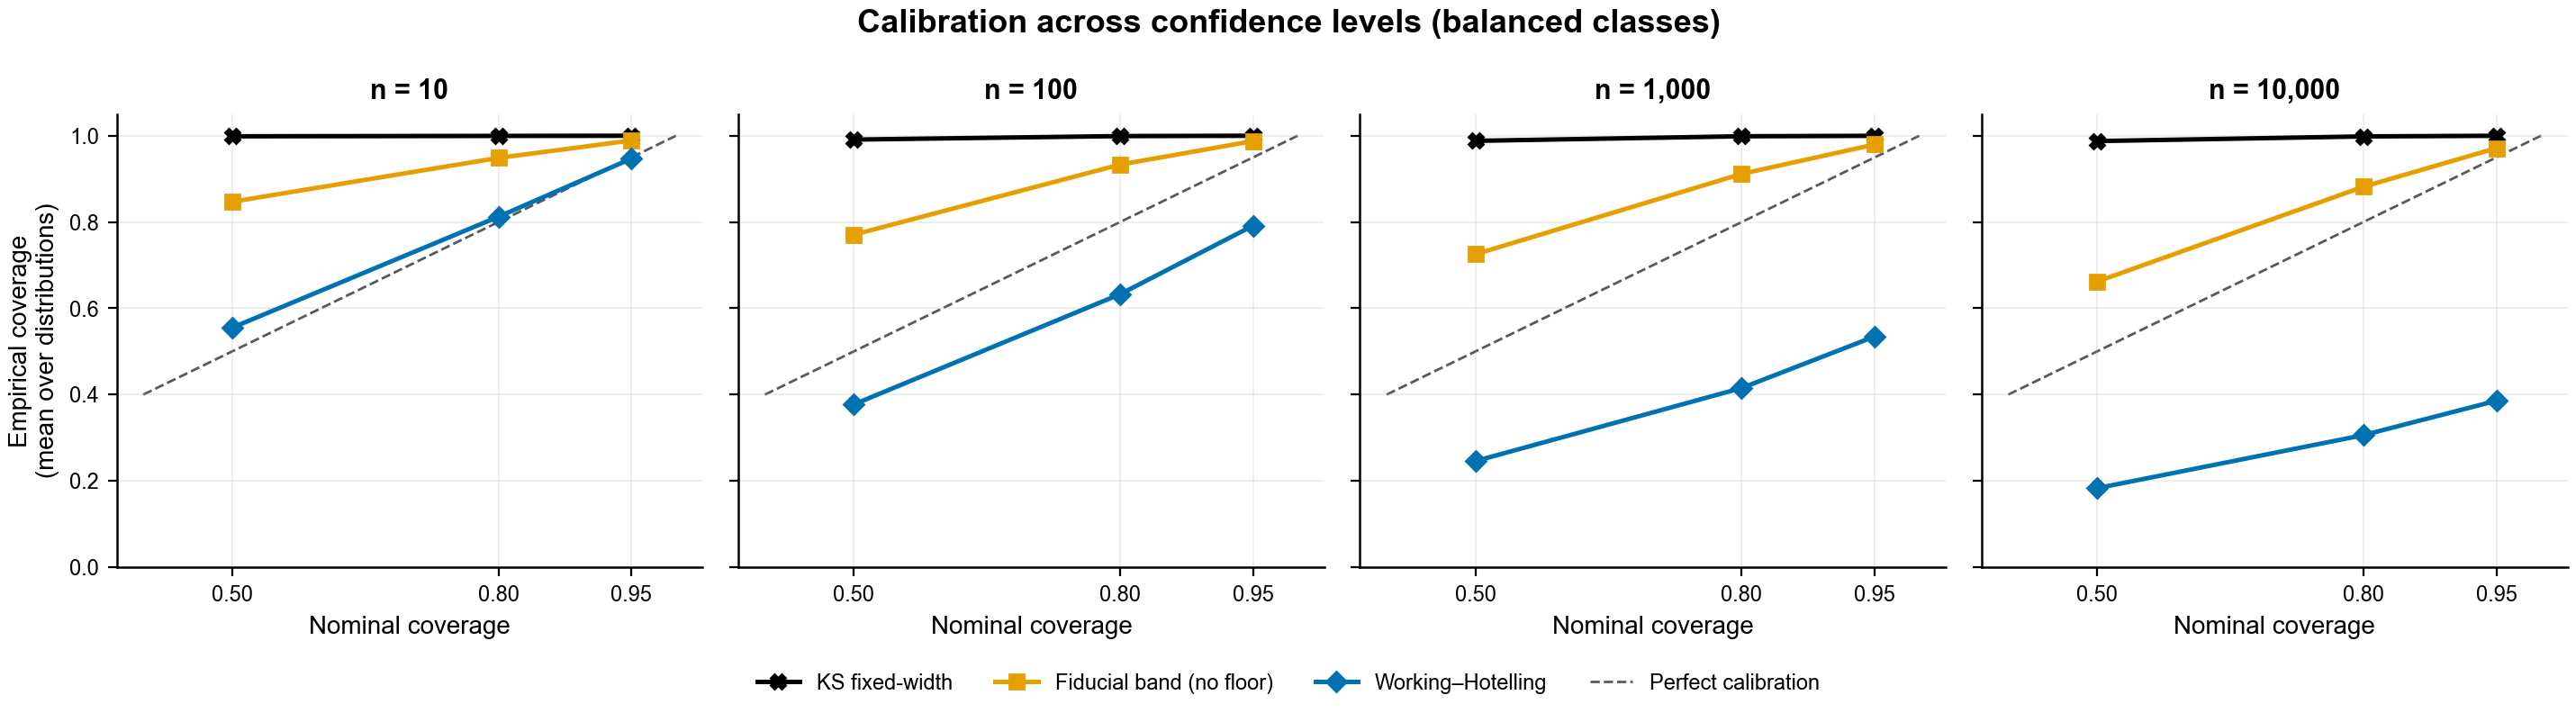 Calibration across confidence levels (balanced classes)
n = 10
n = 100
n = 1,000
n = 10,000
Empirical coverage
(mean over distributions)
1.0
0.8
0.6
0.4
0.2
0.0
0.50 0.80 0.95
0.50 0.80 0.95
0.50 0.80 0.95
0.50 0.80 0.95
Nominal coverage
Nominal coverage
Nominal coverage
Nominal coverage
KS fixed-width
Fiducial band (no floor)
Working–Hotelling
Perfect calibration